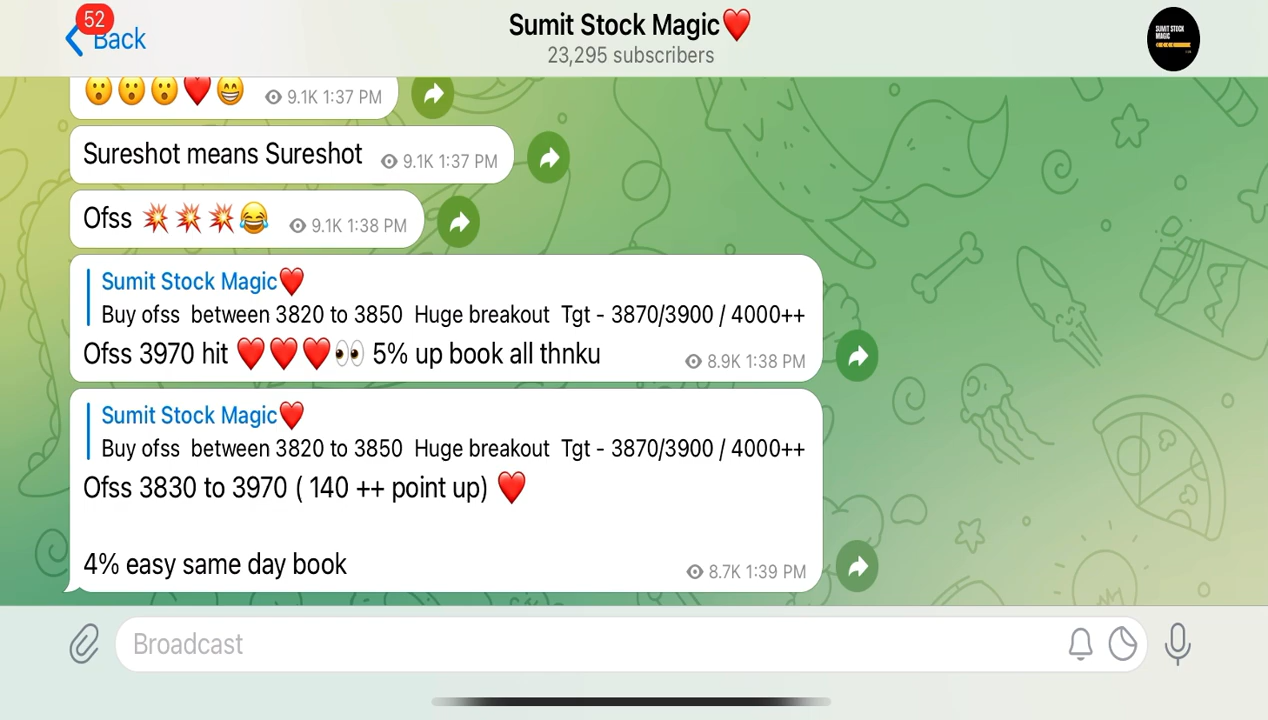 52
Back
Sumit Stock Magic❤️
23,295 subscribers
SUMIT STOCK
MAGIC
😮😮😮❤️😁 9.1K 1:37 PM
Sureshot means Sureshot 9.1K 1:37 PM
Ofss 💥💥💥😂 9.1K 1:38 PM
Sumit Stock Magic❤️
Buy ofss between 3820 to 3850 Huge breakout Tgt - 3870/3900 / 4000++
Ofss 3970 hit ❤️❤️❤️👀 5% up book all thnku 8.9K 1:38 PM
Sumit Stock Magic❤️
Buy ofss between 3820 to 3850 Huge breakout Tgt - 3870/3900 / 4000++
Ofss 3830 to 3970 ( 140 ++ point up) ❤️
4% easy same day book 8.7K 1:39 PM
Broadcast